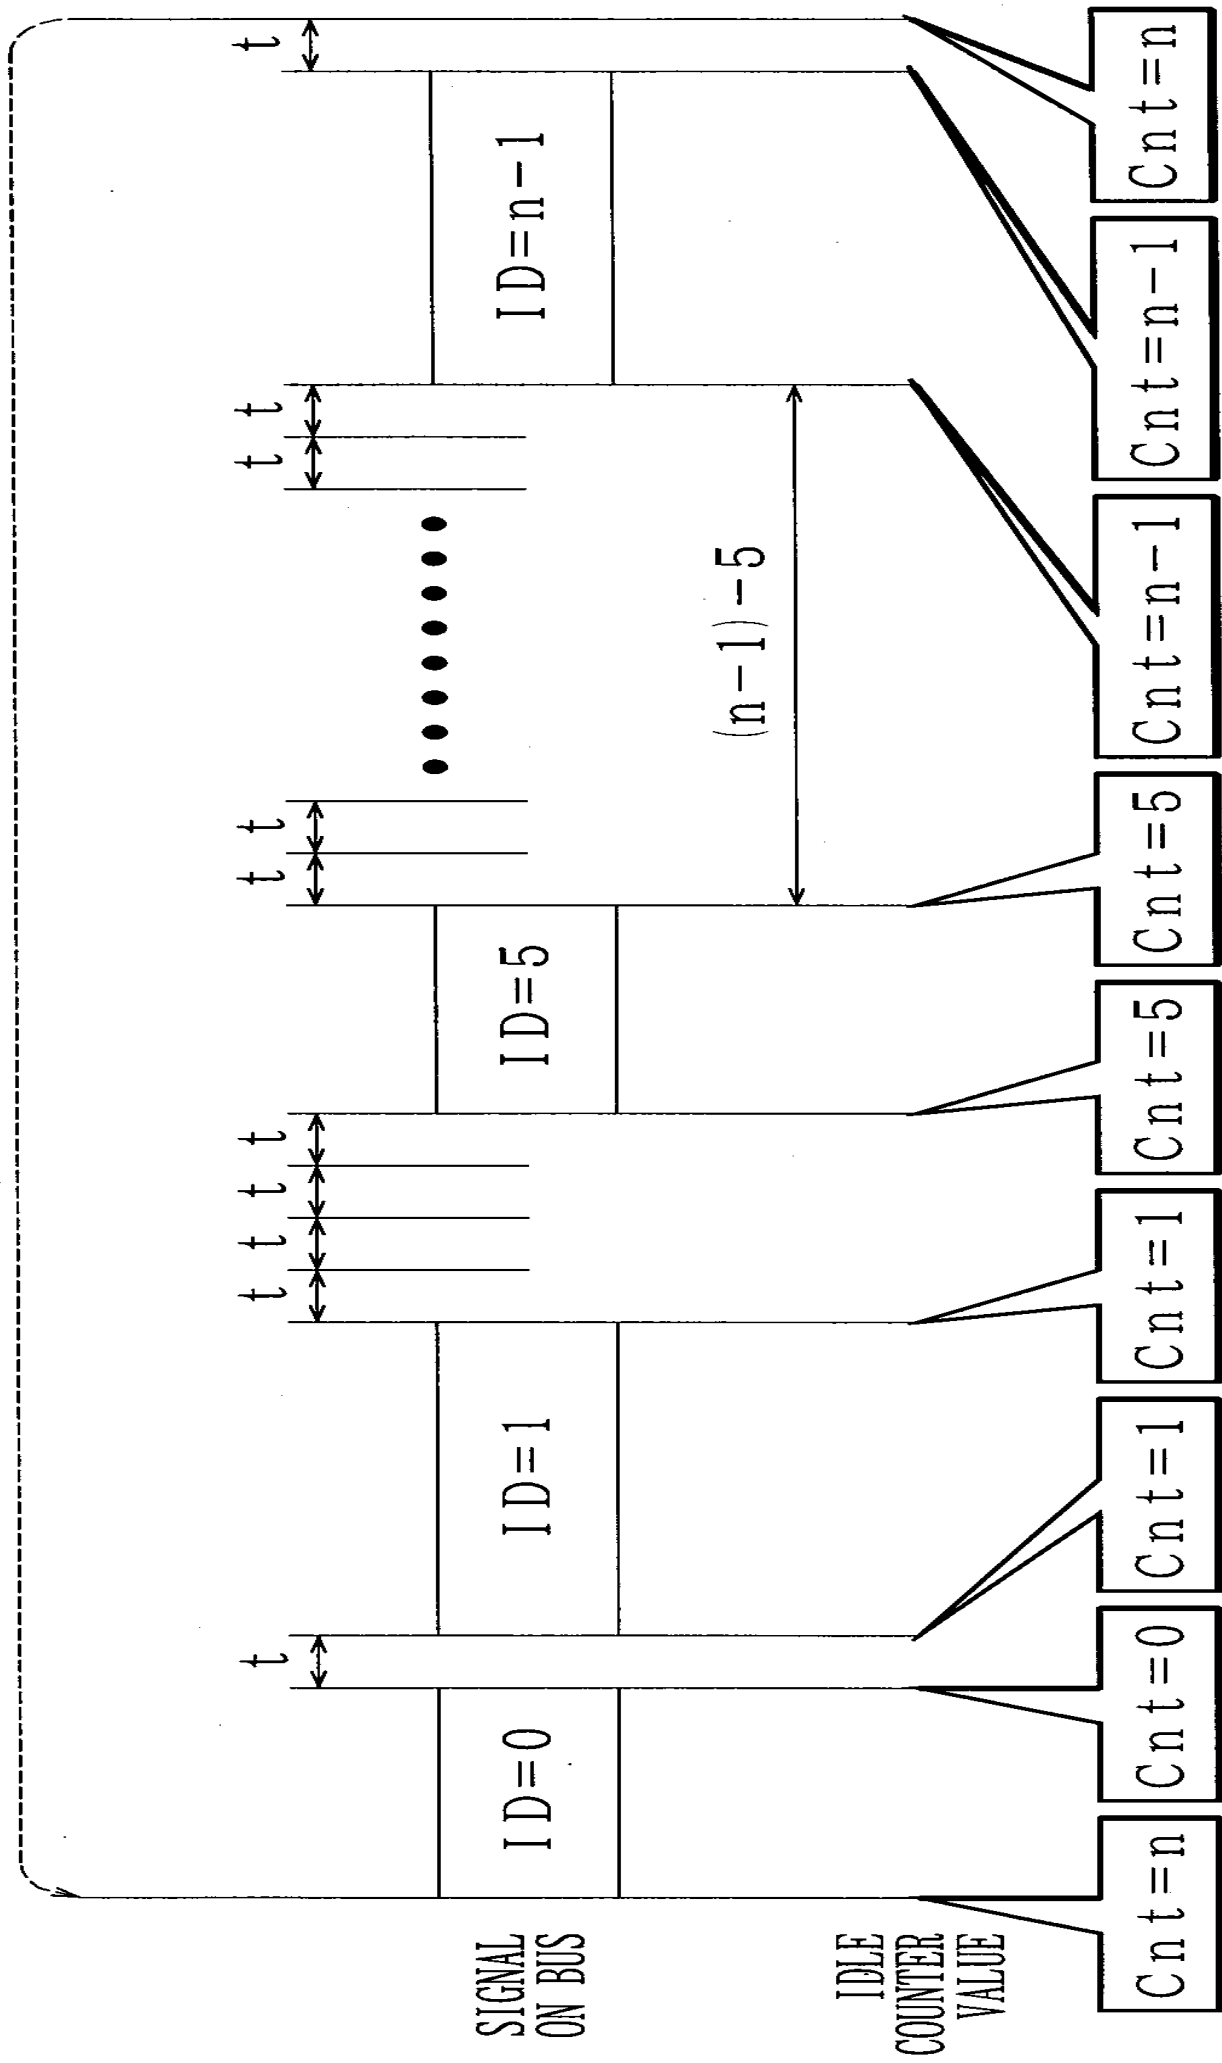 t
t
t
t
t
t
t
t
t
t
SIGNAL
ON BUS
ID=0
ID=1
ID=5
ID=n-1
(n-1)-5
IDLE
COUNTER
VALUE
Cnt=n
Cnt=0
Cnt=1
Cnt=1
Cnt=5
Cnt=5
Cnt=n-1
Cnt=n-1
Cnt=n